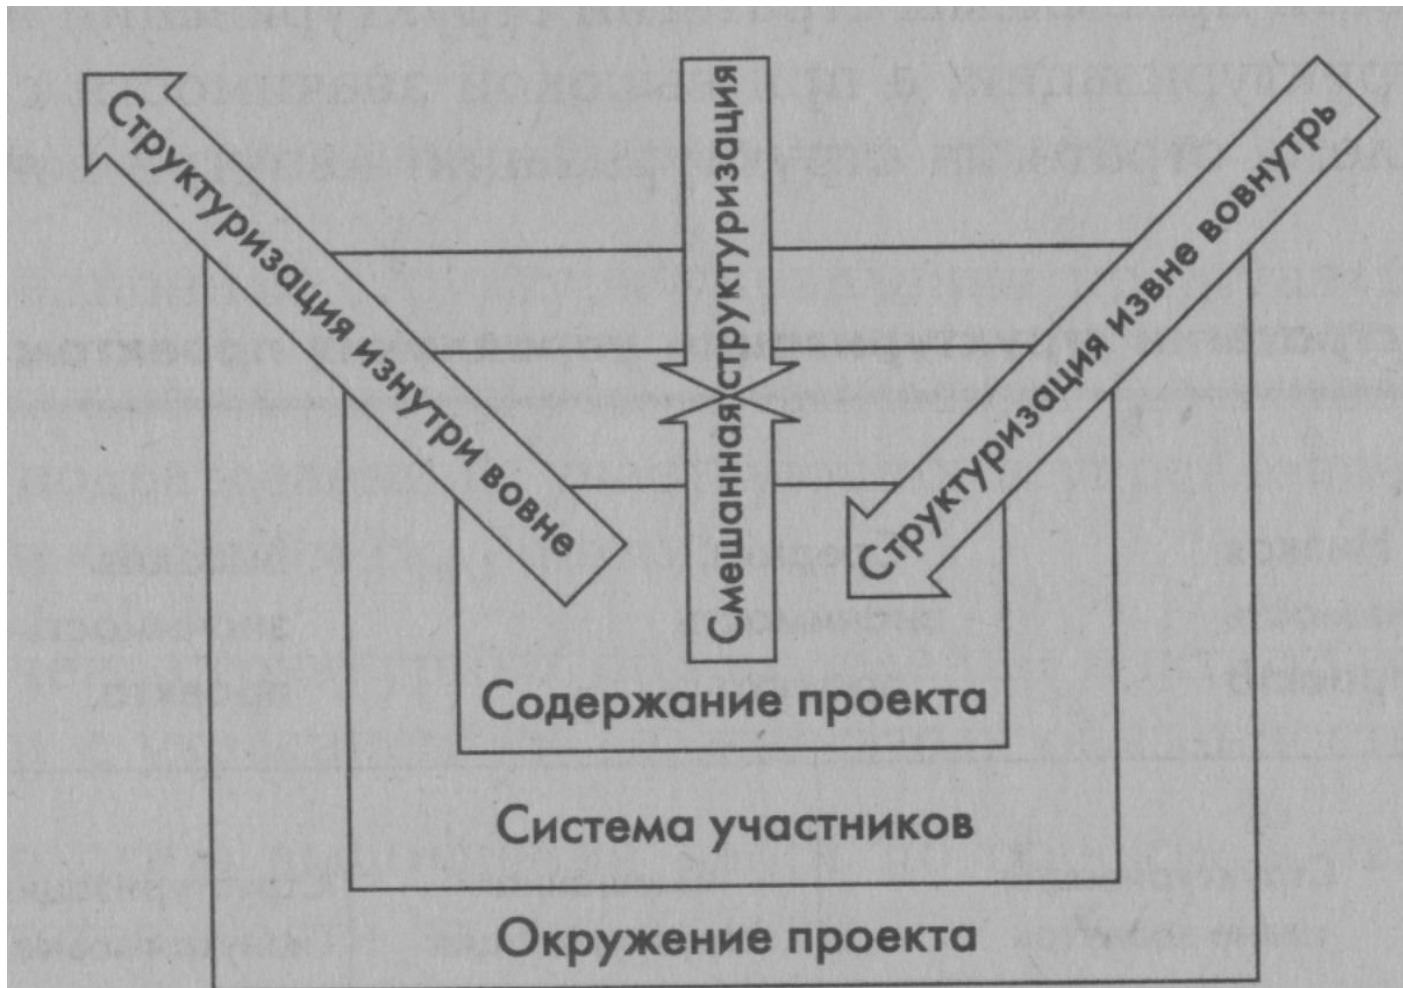 Структуризация изнутри вовне
Смешанная структуризация
Структуризация извне вовнутрь
Содержание проекта
Система участников
Окружение проекта